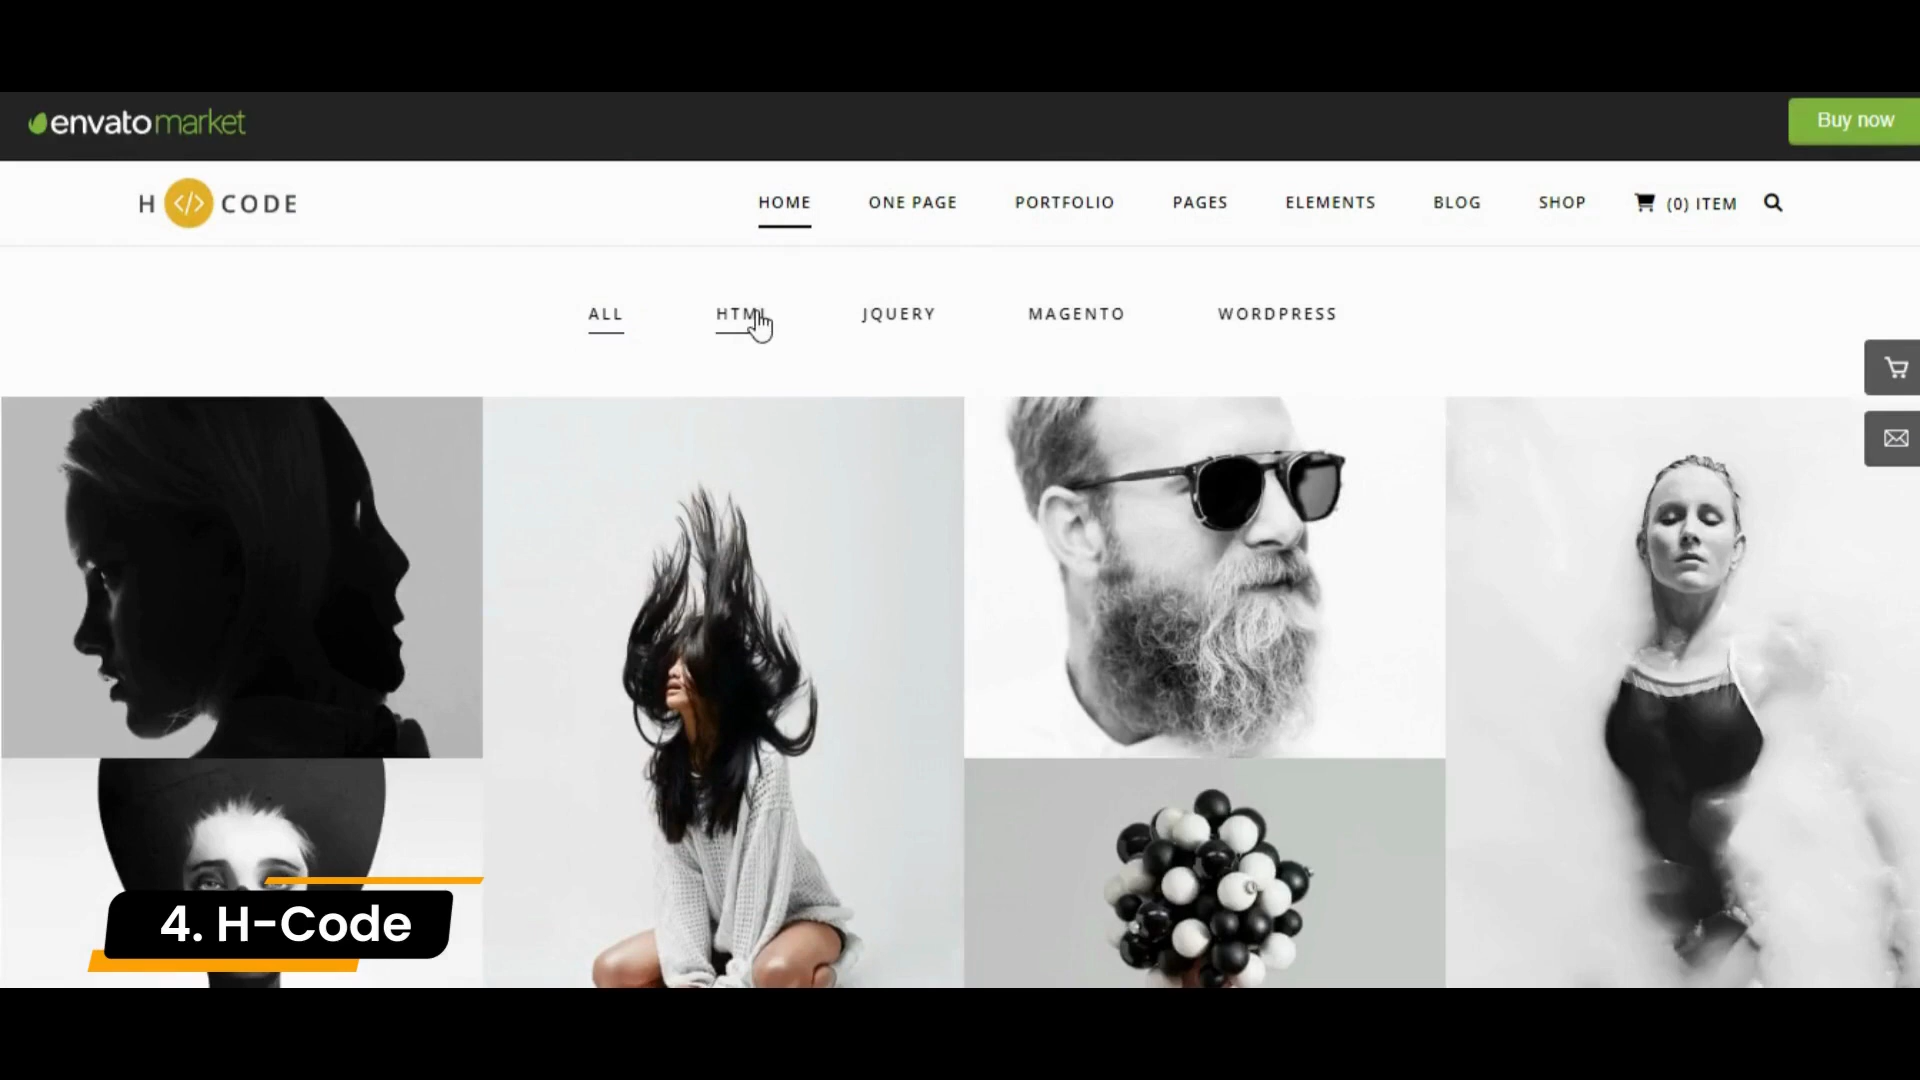 envatomarket
Buy now
H </> CODE
HOME
ONE PAGE
PORTFOLIO
PAGES
ELEMENTS
BLOG
SHOP
(0) ITEM
ALL
HTML
JQUERY
MAGENTO
WORDPRESS
4. H-Code